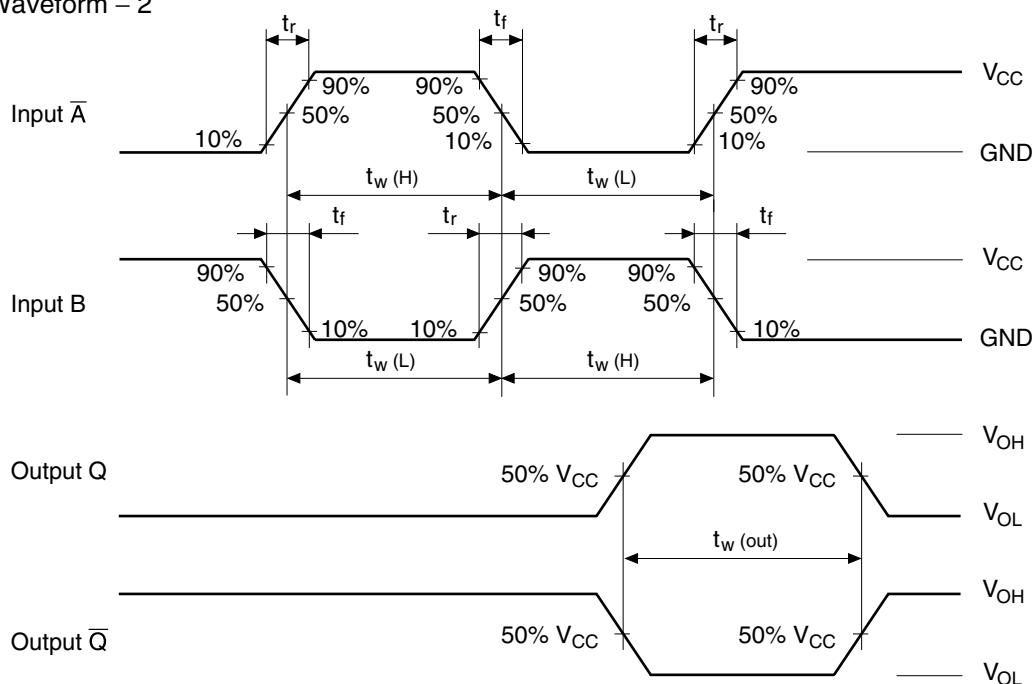 Waveform – 2
tr tf tr
90% 90% 90% VCC
Input A̅ 50% 50% 50%
10% 10% 10% GND
tw (H) tw (L)
tf tr tf
VCC
90% 90% 90%
Input B 50% 50% 50%
10% 10% 10% GND
tw (L) tw (H)
VOH
Output Q 50% VCC 50% VCC
VOL
tw (out)
VOH
Output Q̅ 50% VCC 50% VCC
VOL